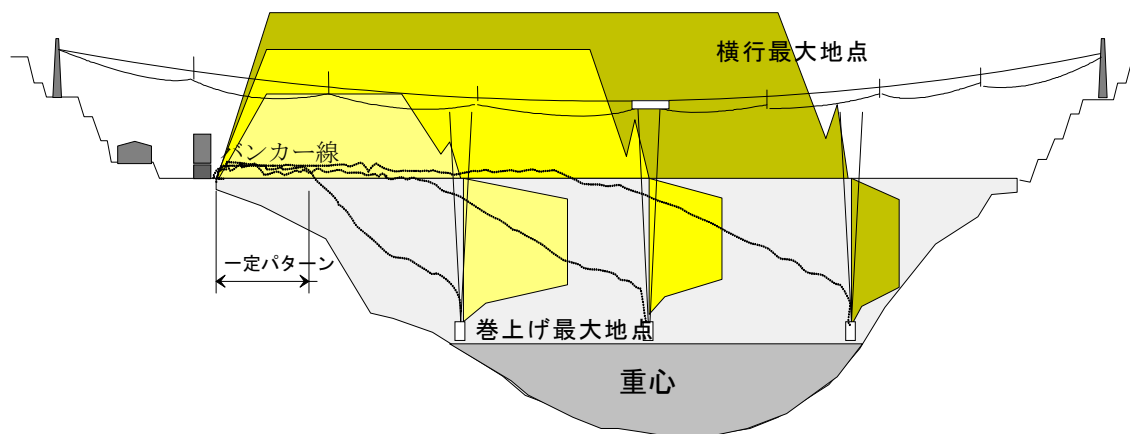 横行最大地点
バンカー線
一定パターン
巻上げ最大地点
重心